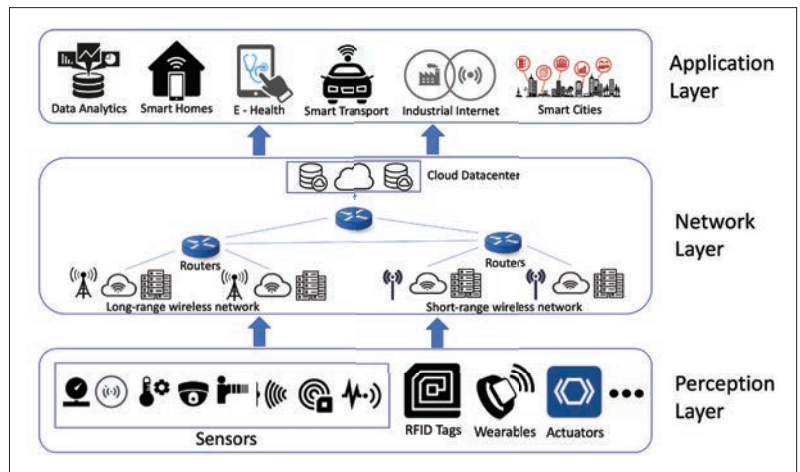 Application
Layer
Data Analytics
Smart Homes
E - Health
Smart Transport
Industrial Internet
Smart Cities
Cloud Datacenter
Network
Layer
Routers
Routers
Long-range wireless network
Short-range wireless network
Perception
Layer
Sensors
RFID Tags
Wearables
Actuators